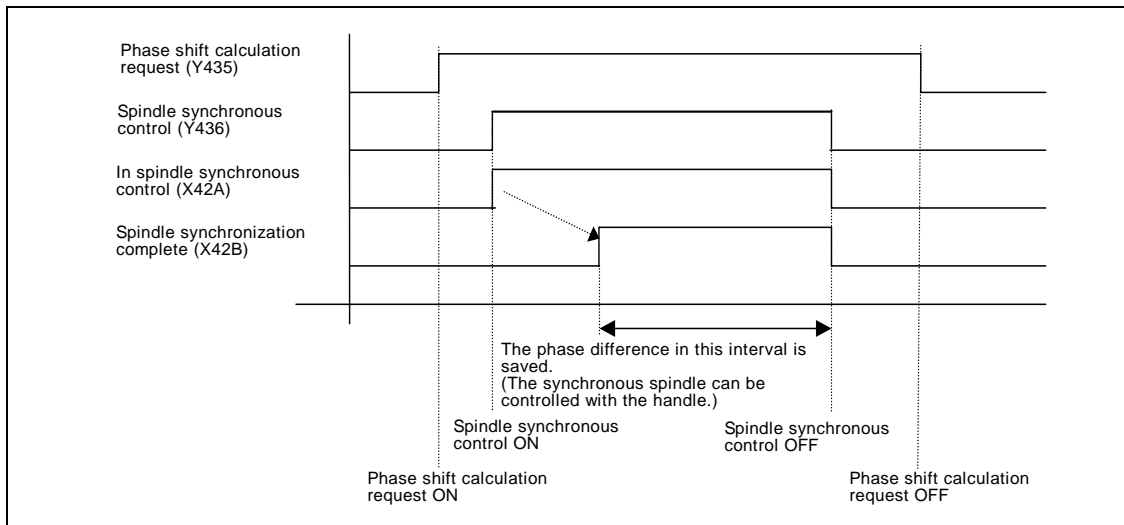 Phase shift calculation
request (Y435)
Spindle synchronous
control (Y436)
In spindle synchronous
control (X42A)
Spindle synchronization
complete (X42B)
The phase difference in this interval is
saved.
(The synchronous spindle can be
controlled with the handle.)
Spindle synchronous
control ON
Spindle synchronous
control OFF
Phase shift calculation
request ON
Phase shift calculation
request OFF